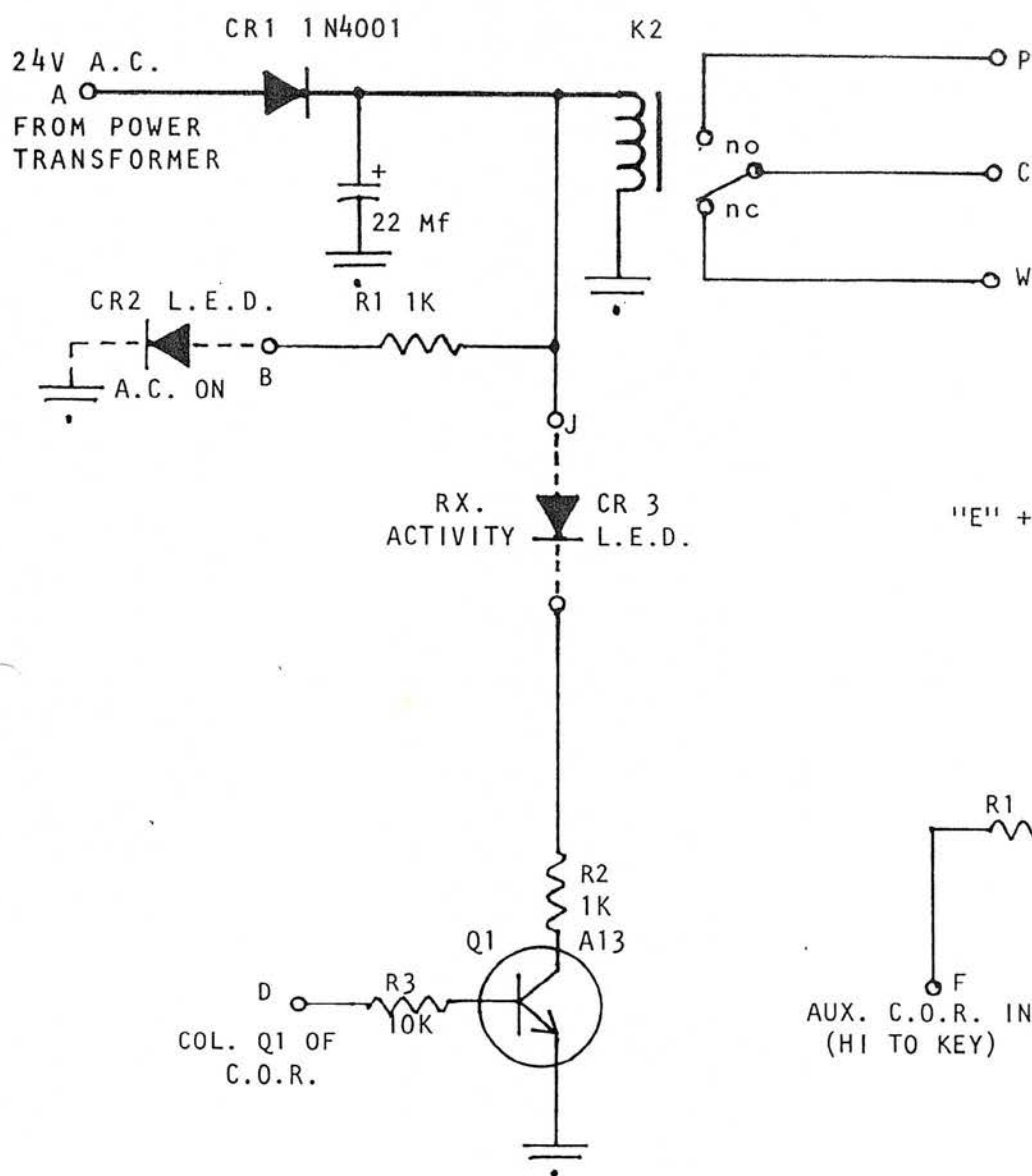 CR1 1N4001
K2
24V A.C.
A
FROM POWER
TRANSFORMER
P
no
C
nc
W
+
22 Mf
CR2 L.E.D.
R1 1K
B
A.C. ON
J
RX.
ACTIVITY
CR 3
L.E.D.
"E" +
R1
R2
1K
Q1
A13
D
R3
10K
COL. Q1 OF
C.O.R.
F
AUX. C.O.R. IN
(HI TO KEY)